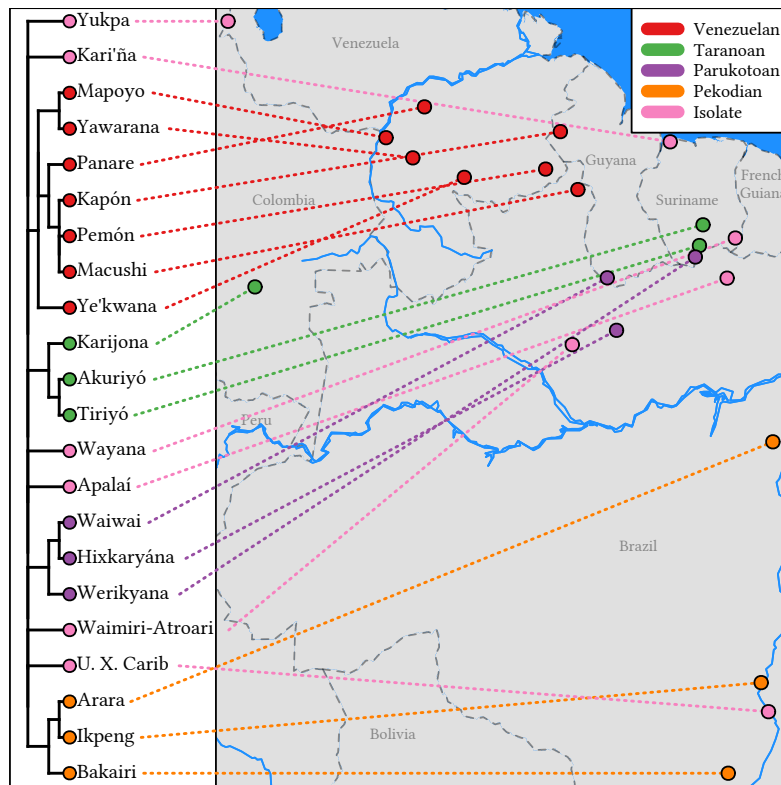 Yukpa
Kari'ña
Mapoyo
Yawarana
Panare
Kapón
Pemón
Macushi
Ye'kwana
Karijona
Akuriyó
Tiriyó
Wayana
Apalaí
Waiwai
Hixkaryána
Werikyana
Waimiri-Atroari
U. X. Carib
Arara
Ikpeng
Bakairi
Venezuela
Guyana
Suriname
French
Guiana
Colombia
Peru
Brazil
Bolivia
Venezuelan
Taranoan
Parukotoan
Pekodian
Isolate